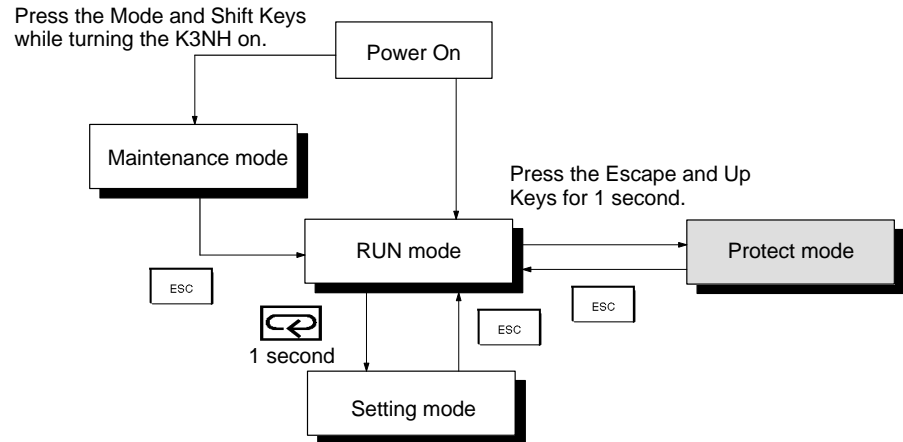 Press the Mode and Shift Keys
while turning the K3NH on.
Power On
Maintenance mode
Press the Escape and Up
Keys for 1 second.
RUN mode
Protect mode
ESC
ESC
ESC
1 second
Setting mode